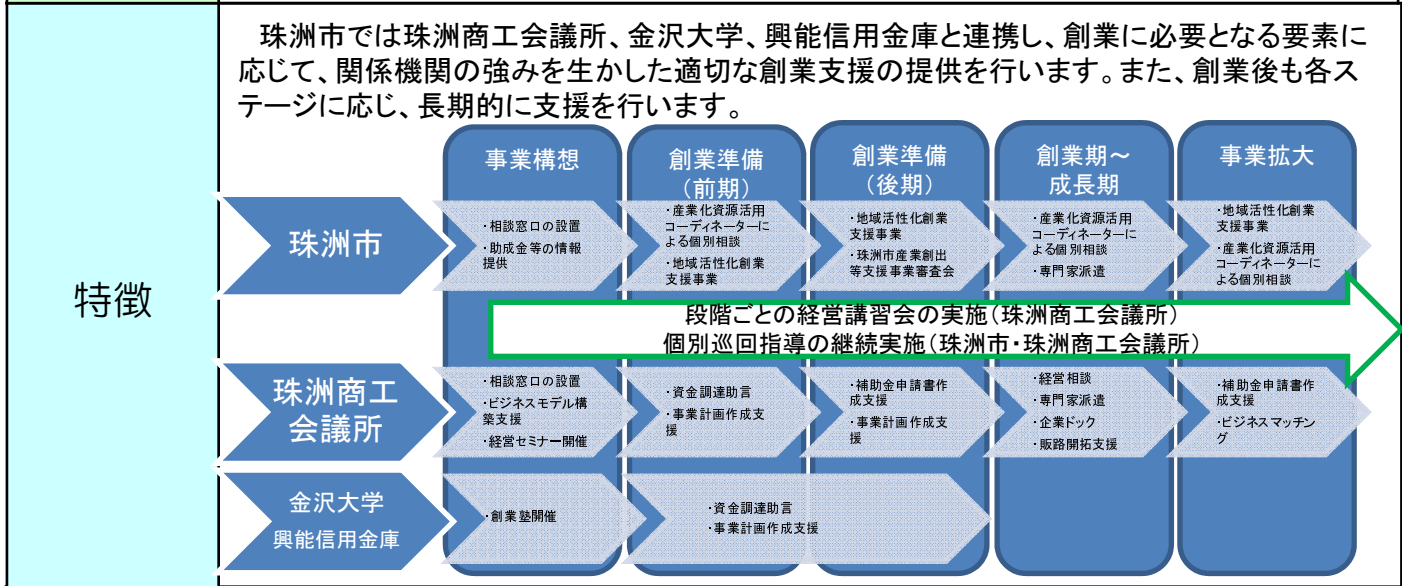 特徴
珠洲市では珠洲商工会議所、金沢大学、興能信用金庫と連携し、創業に必要となる要素に
応じて、関係機関の強みを生かした適切な創業支援の提供を行います。また、創業後も各ス
テージに応じ、長期的に支援を行います。
事業構想
創業準備
（前期）
創業準備
（後期）
創業期～
成長期
事業拡大
珠洲市
・相談窓口の設置
・助成金等の情報
提供
・産業化資源活用
コーディネーターに
よる個別相談
・地域活性化創業
支援事業
・地域活性化創業
支援事業
・珠洲市産業創出
等支援事業審査会
・産業化資源活用
コーディネーターに
よる個別相談
・専門家派遣
・地域活性化創業
支援事業
・産業化資源活用
コーディネーターに
よる個別相談
段階ごとの経営講習会の実施（珠洲商工会議所）
個別巡回指導の継続実施（珠洲市・珠洲商工会議所）
珠洲商工
会議所
・相談窓口の設置
・ビジネスモデル構
築支援
・経営セミナー開催
・資金調達助言
・事業計画作成支
援
・補助金申請書作
成支援
・事業計画作成支
援
・経営相談
・専門家派遣
・企業ドック
・販路開拓支援
・補助金申請書作
成支援
・ビジネスマッチン
グ
金沢大学
興能信用金庫
・創業塾開催
・資金調達助言
・事業計画作成支援